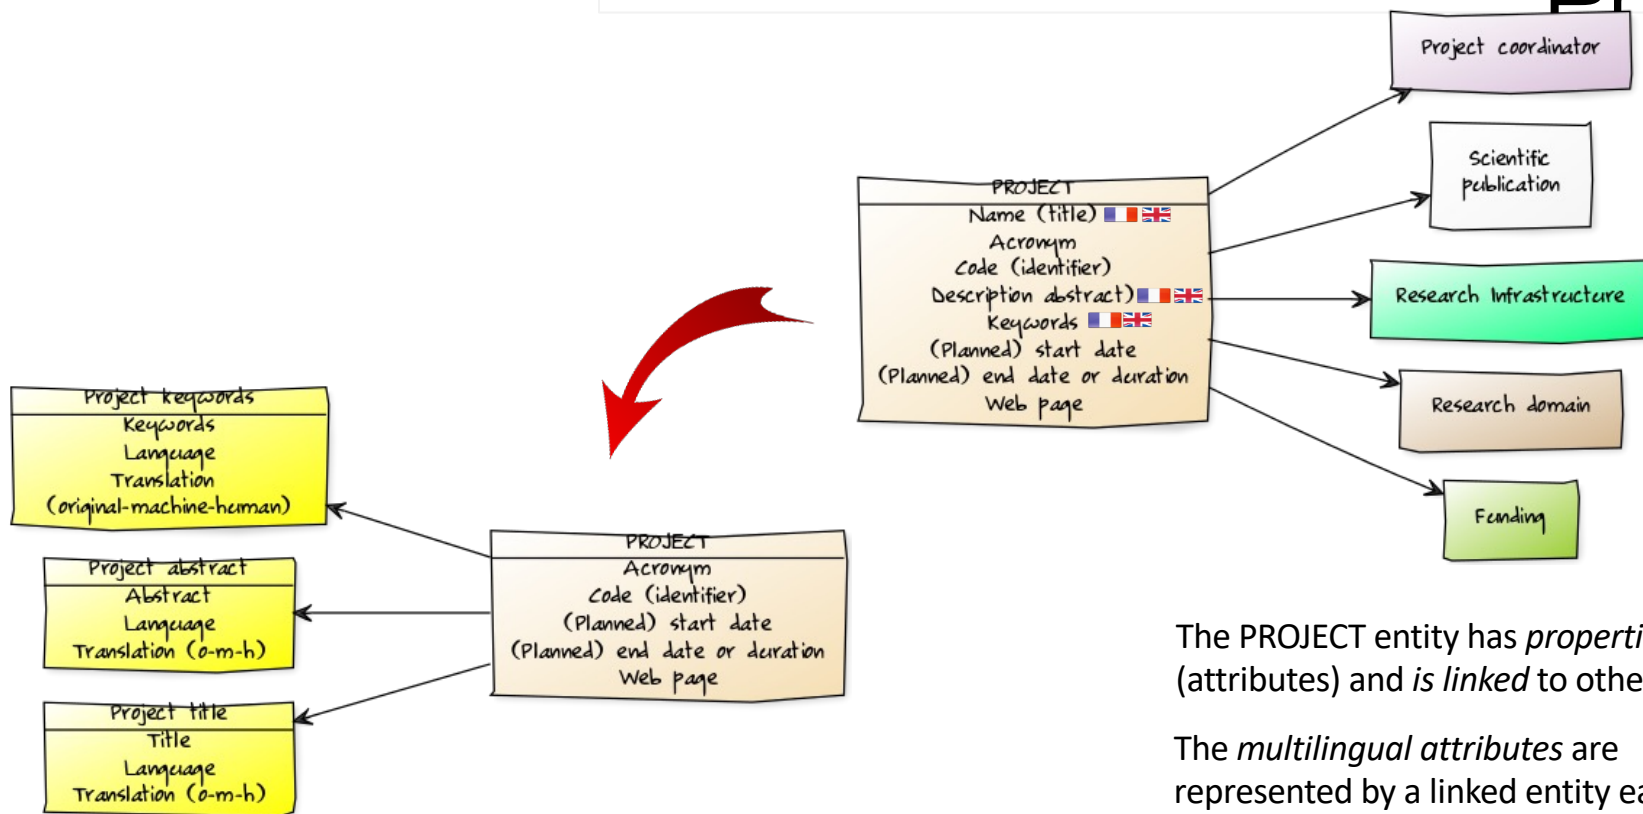 Project coordinator
Scientific
publication
PROJECT
Name (title)
Acronym
Code (identifier)
Description abstract)
Keywords
(Planned) start date
(Planned) end date or duration
Web page
Research Infrastructure
Research domain
Funding
Project keywords
Keywords
Language
Translation
(original-machine-human)
Project abstract
Abstract
Language
Translation (o-m-h)
Project title
Title
Language
Translation (o-m-h)
PROJECT
Acronym
Code (identifier)
(Planned) start date
(Planned) end date or duration
Web page
The PROJECT entity has properti
(attributes) and is linked to othe
The multilingual attributes are
represented by a linked entity ea